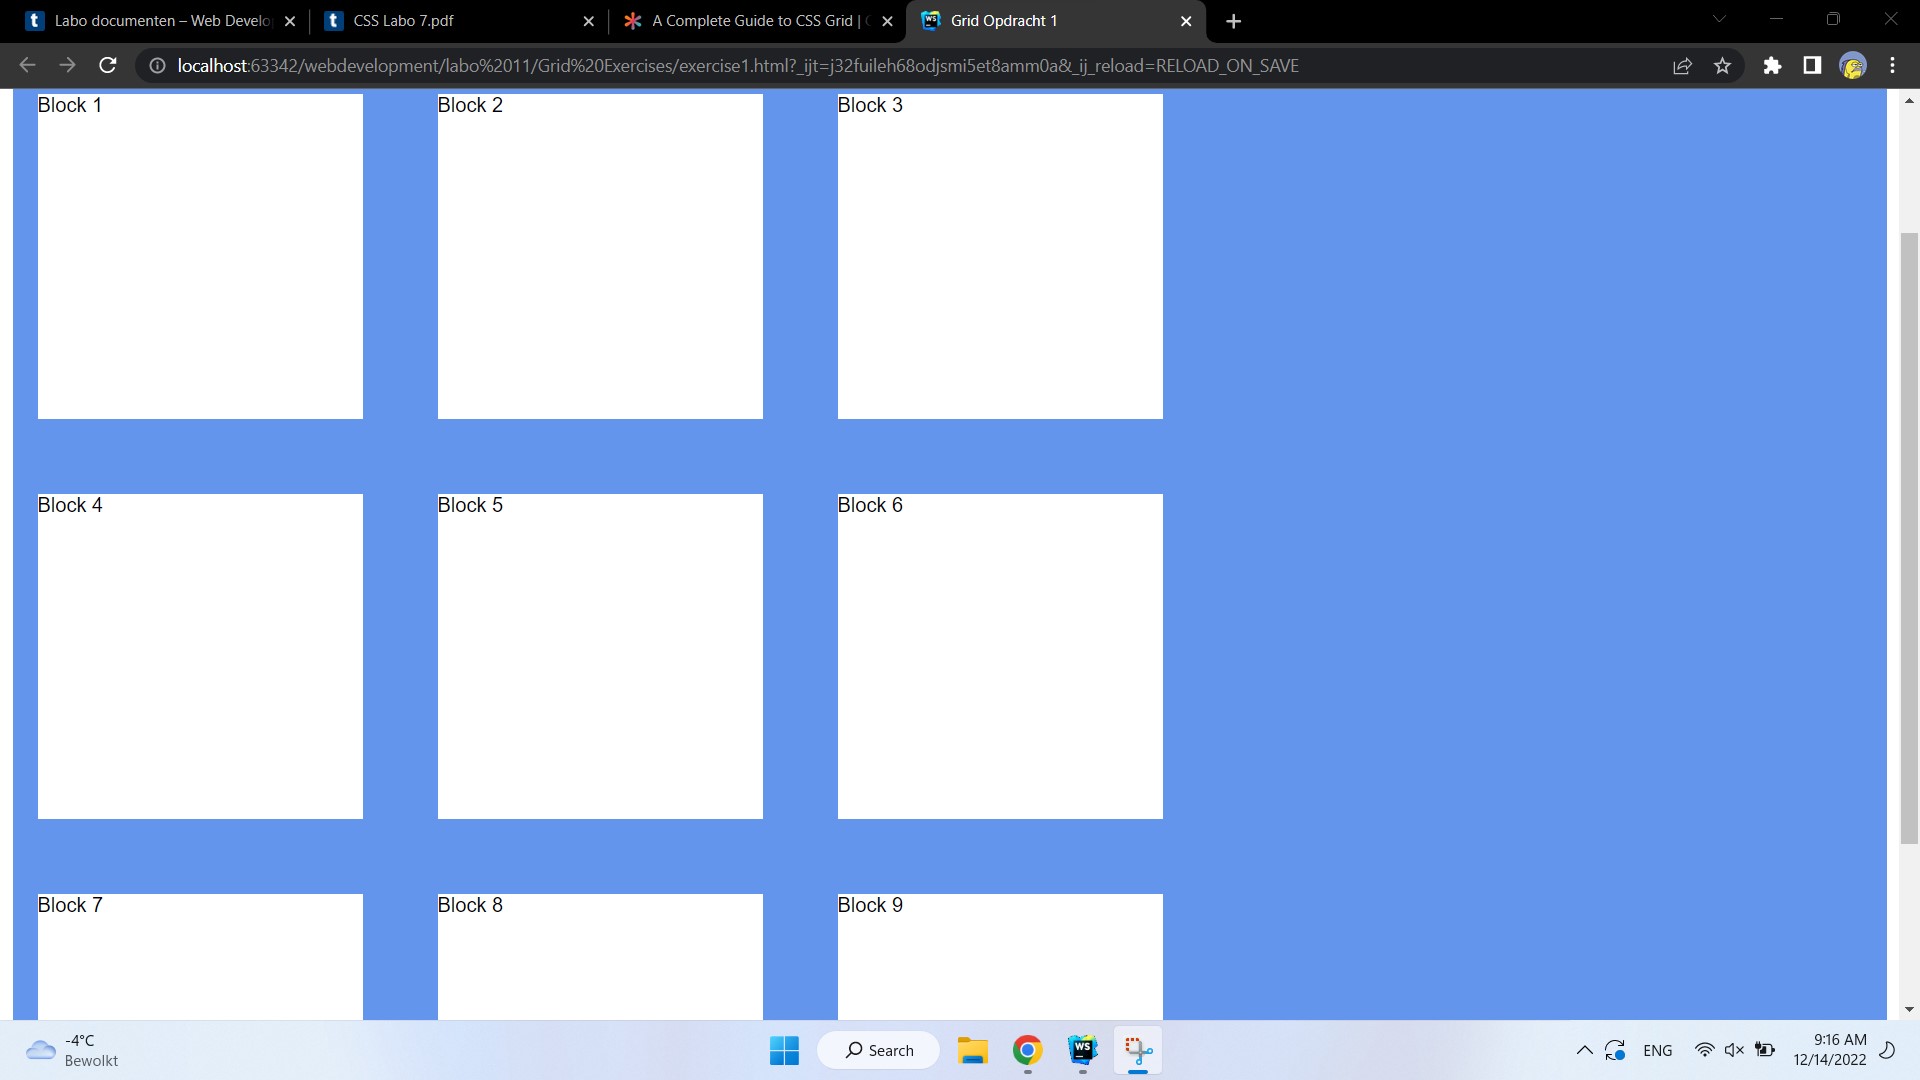 Labo documenten – Web Develo
CSS Labo 7.pdf
A Complete Guide to CSS Grid |
Grid Opdracht 1
localhost:63342/webdevelopment/labo%2011/Grid%20Exercises/exercise1.html?_ijt=j32fuileh68odjsmi5et8amm0a&_ij_reload=RELOAD_ON_SAVE
Block 1
Block 2
Block 3
Block 4
Block 5
Block 6
Block 7
Block 8
Block 9
-4°C
Bewolkt
Search
WS
ENG
9:16 AM
12/14/2022